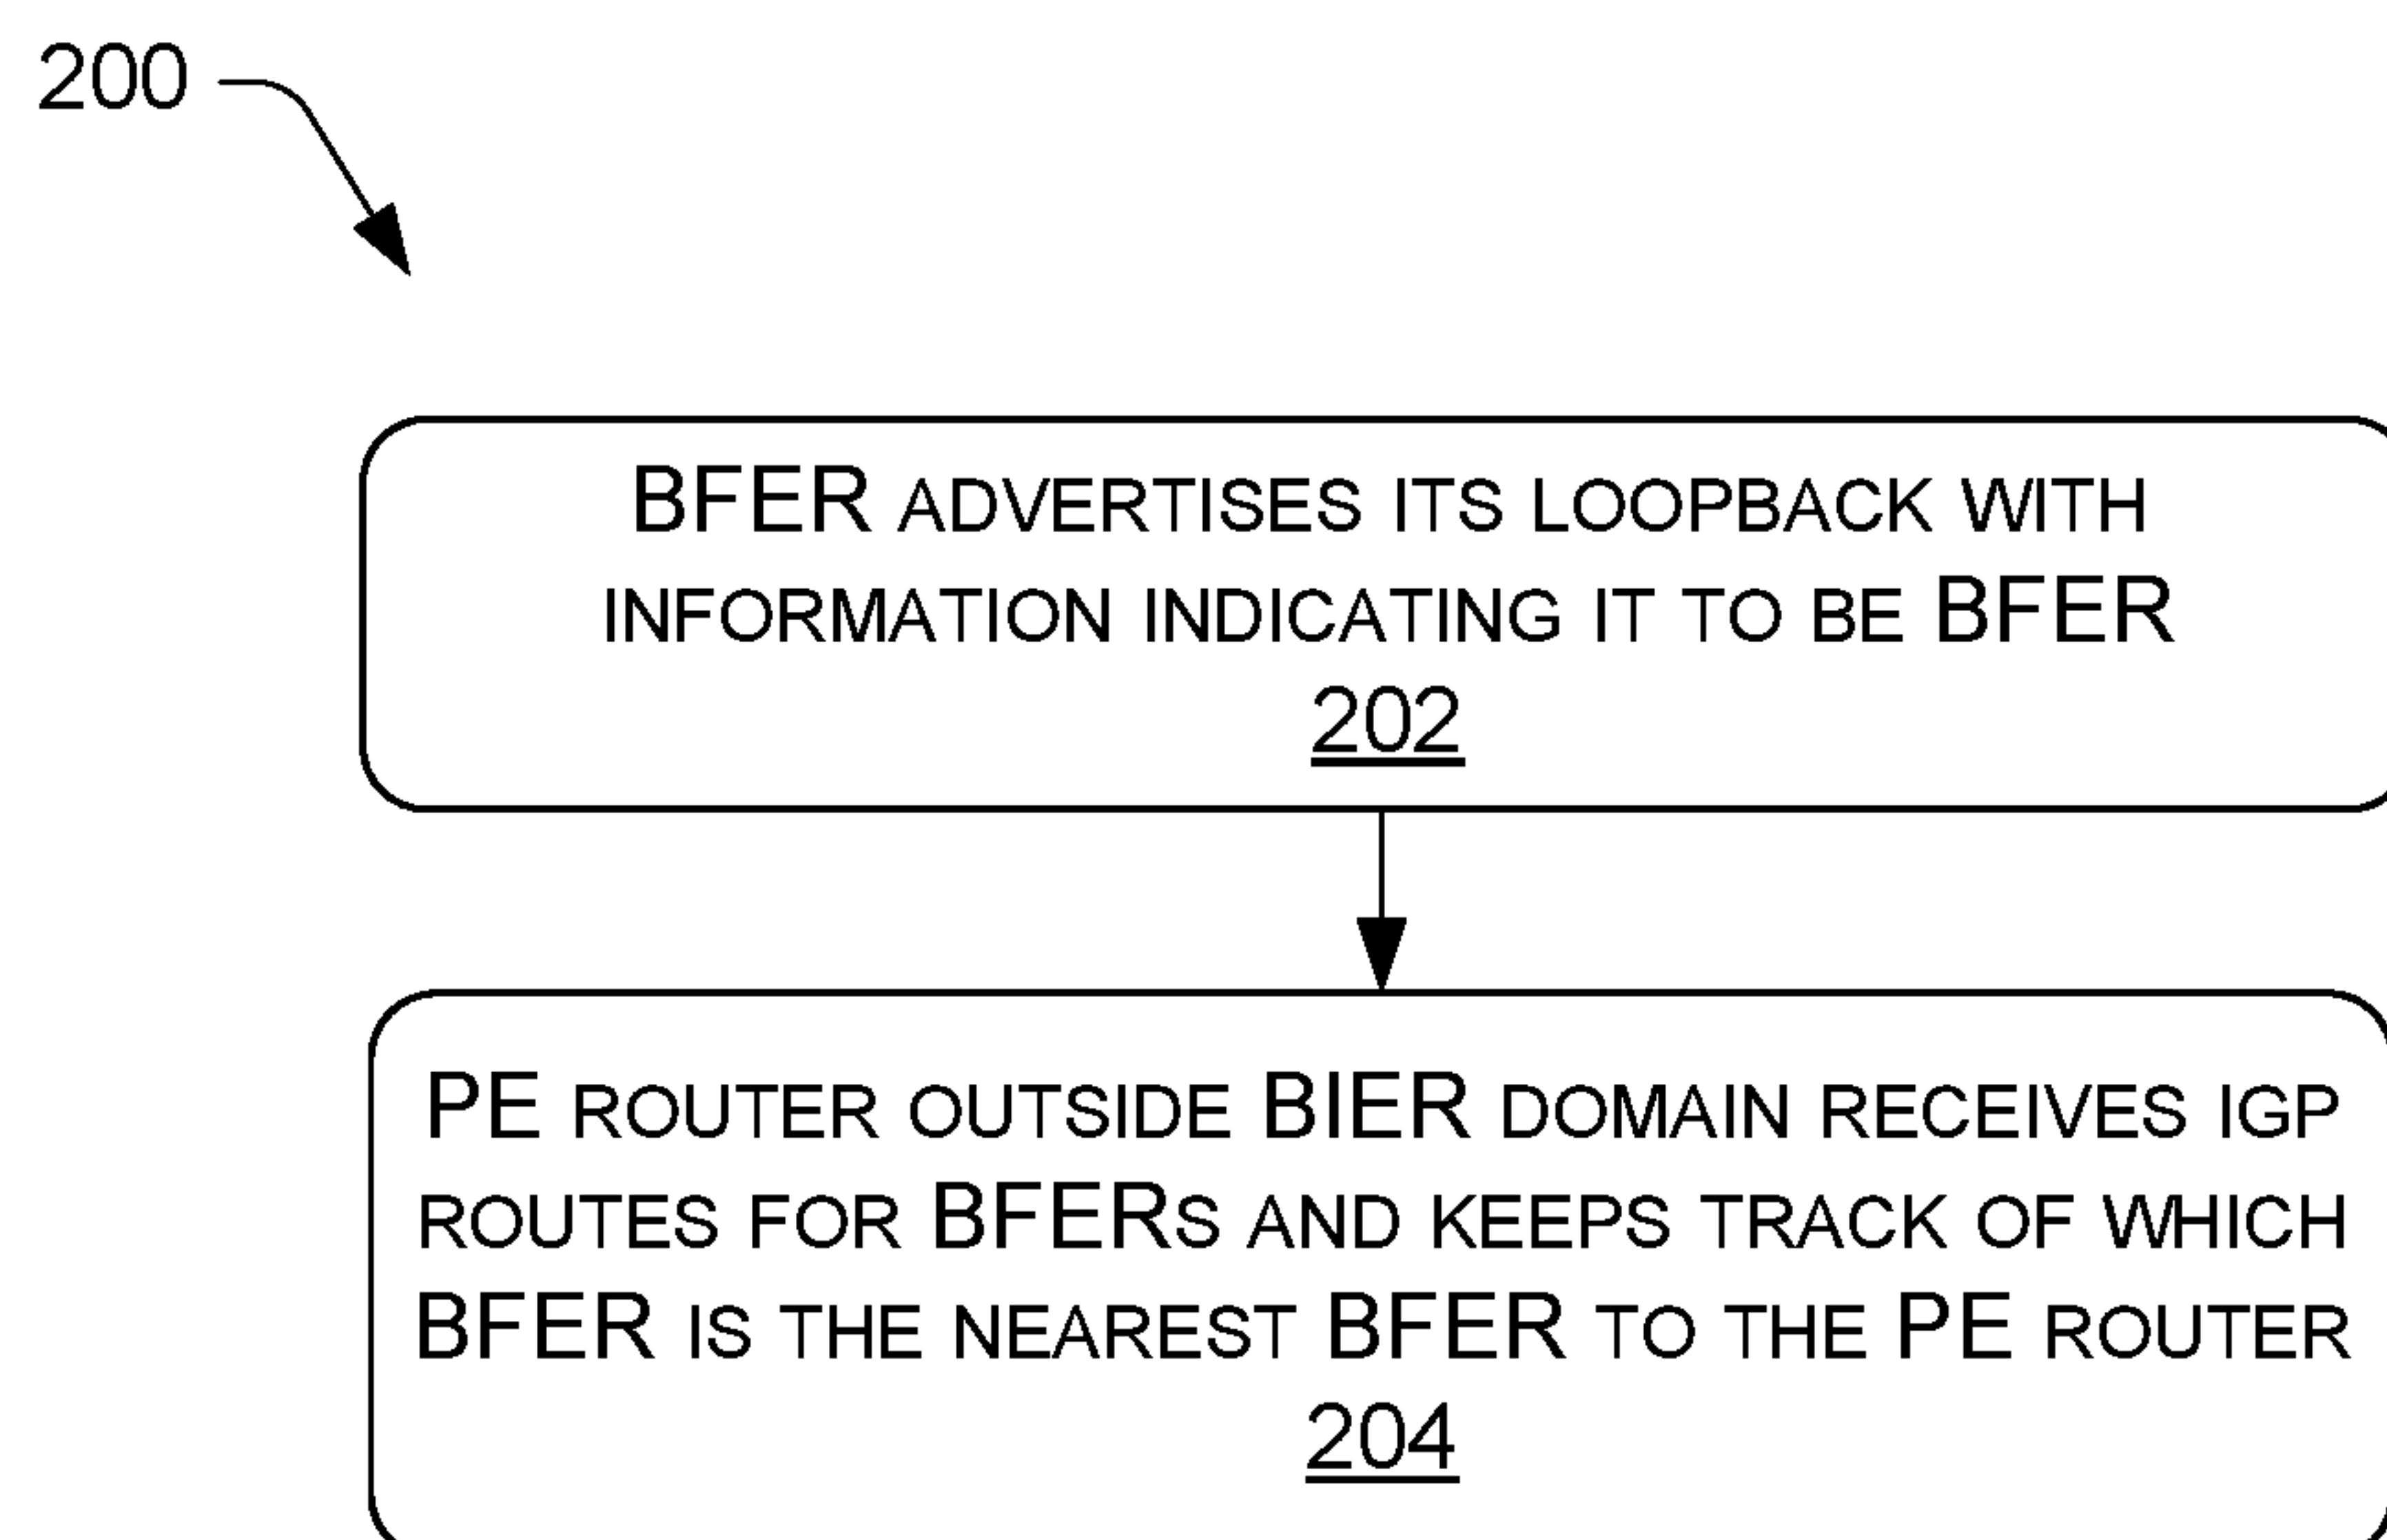 200
BFER ADVERTISES ITS LOOPBACK WITH
INFORMATION INDICATING IT TO BE BFER
202
PE ROUTER OUTSIDE BIER DOMAIN RECEIVES IGP
ROUTES FOR BFERS AND KEEPS TRACK OF WHICH
BFER IS THE NEAREST BFER TO THE PE ROUTER
204